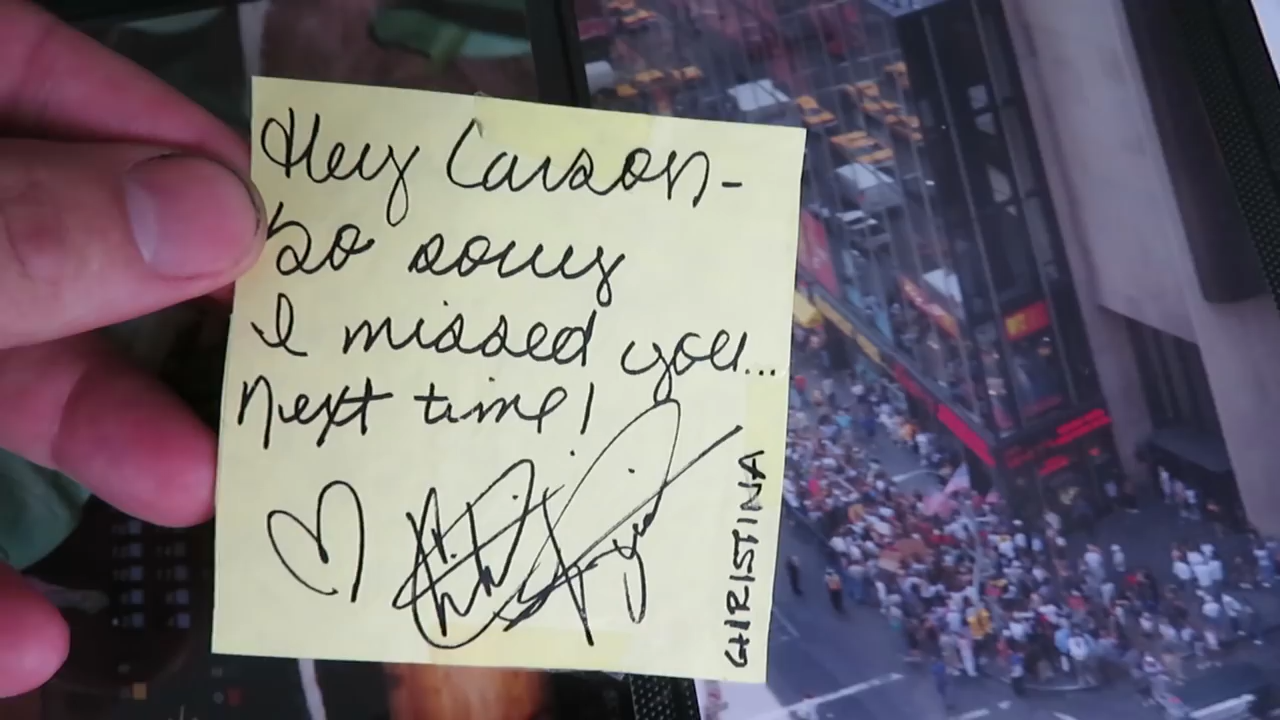 Hey Carson-
So sorry
I missed you...
next time!
CHRISTINA